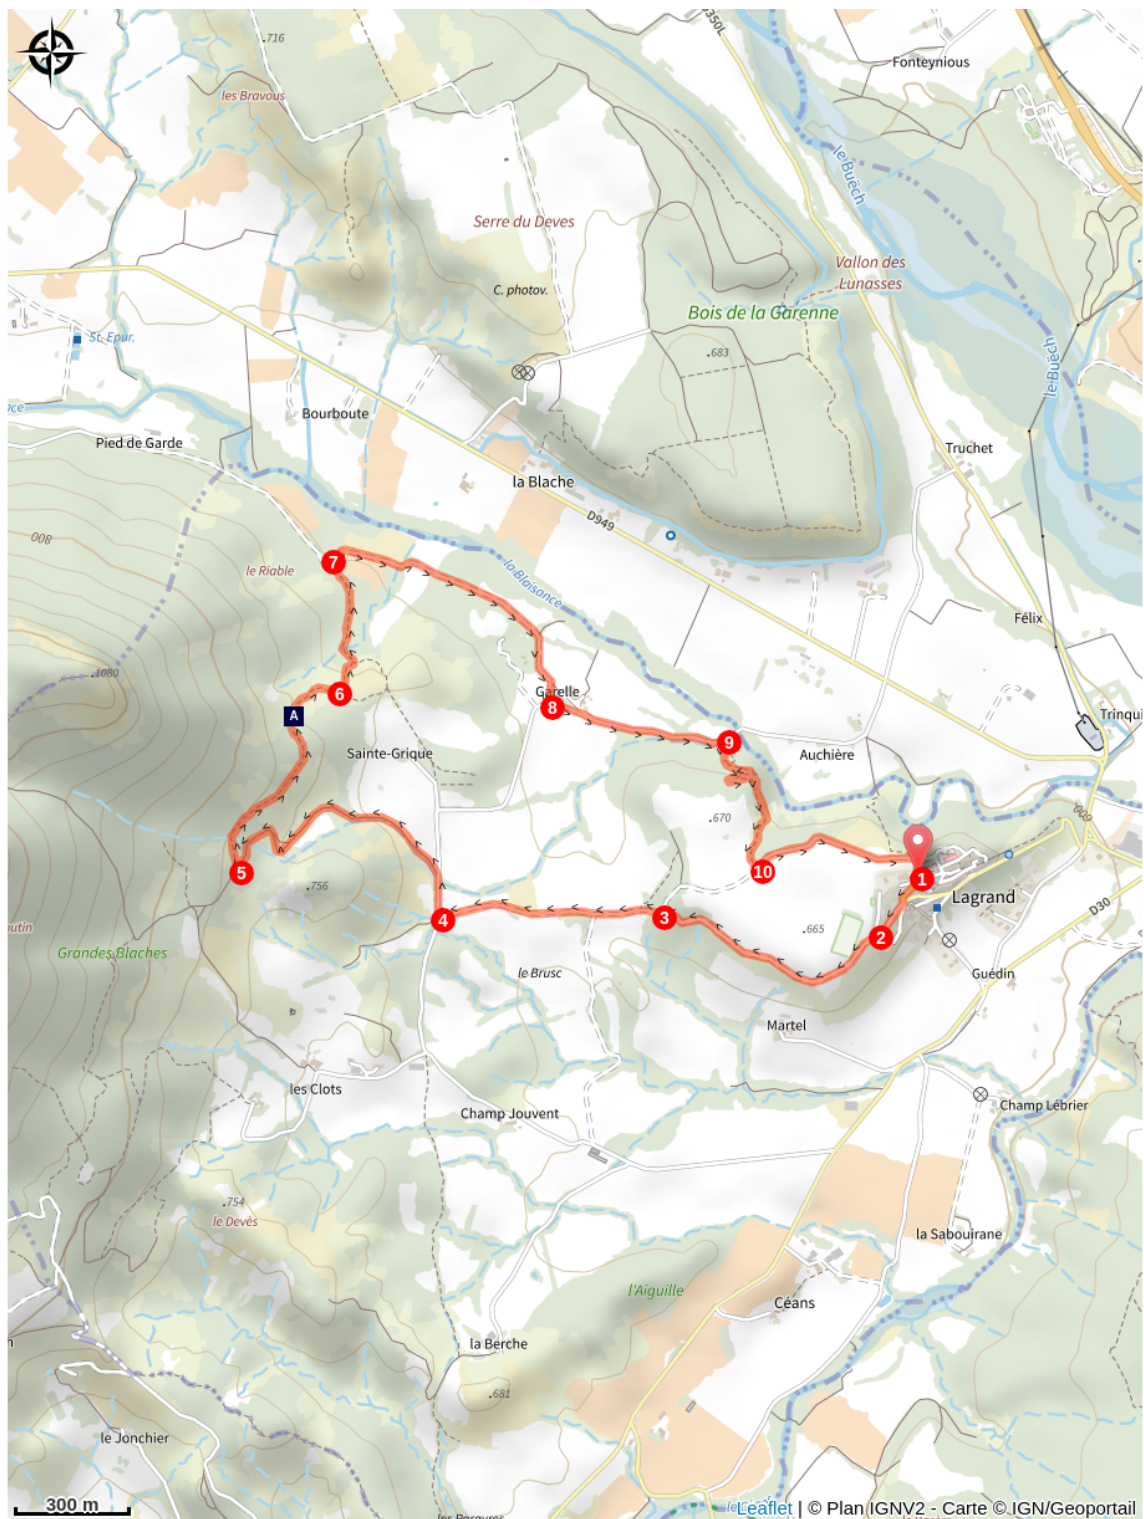 .716
les Bravous
Fonteynious
le Buëch
Serre du Deves
Vallon des
Lunasses
C. photov.
Bois de la Garenne
St. Epur.
.683
le Buëch
Bourboute
Pied de Garde
Truchet
la Blache
D949
800
7
le Riable
la Blaisance
Félix
.1080
6
Garelle
8
A
Trinqui
9
Sainte-Grique
Auchière
600
.670
5
10
1
.756
Lagrand
D30
4
3
2
.665
outin
Grandes Blaches
le Brusc
Guédin
Martel
les Clots
Champ Jouvent
Champ Lébrier
.754
le Devès
la Sabouirane
l'Aiguille
Céans
la Berche
.681
le Jonchier
300 m
Leaflet | © Plan IGNV2 - Carte © IGN/Geoportail